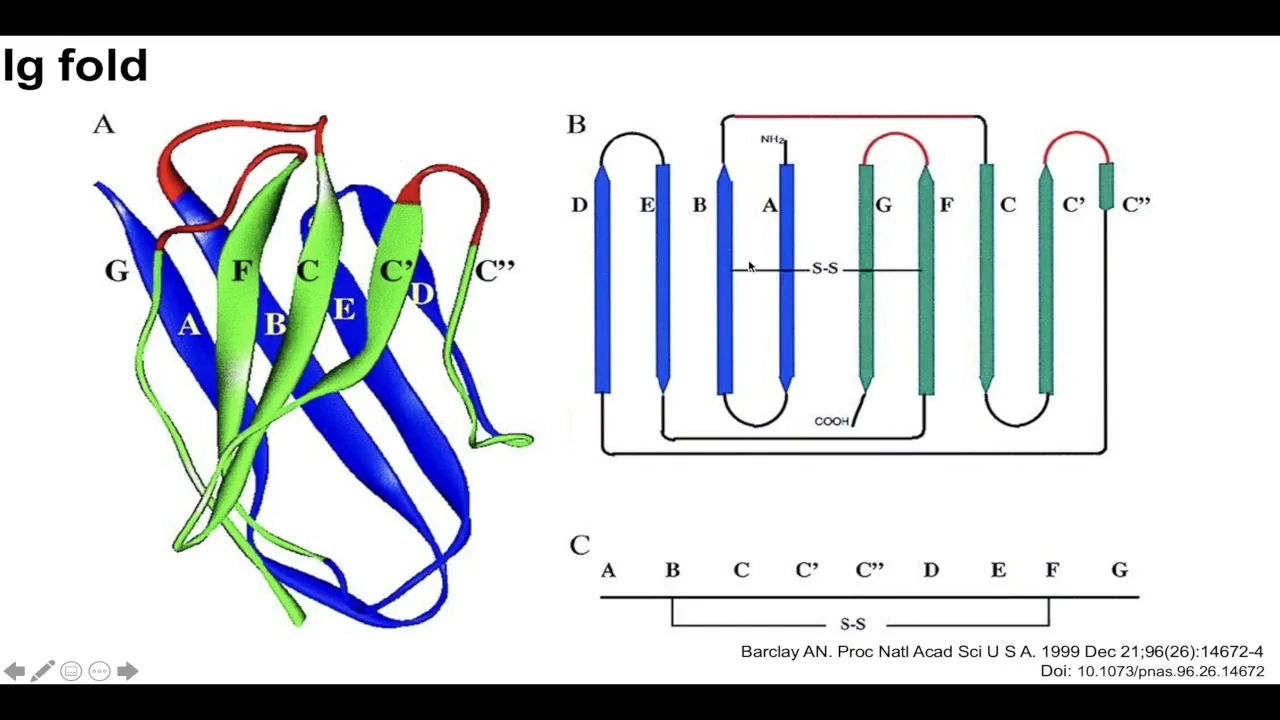 Ig fold
A
G F C C' C”
A B E D
B
NH₂
D E B A G F C C' C”
S-S
COOH
C
A B C C' C” D E F G
S-S
Barclay AN. Proc Natl Acad Sci U S A. 1999 Dec 21;96(26):14672-4
Doi: 10.1073/pnas.96.26.14672